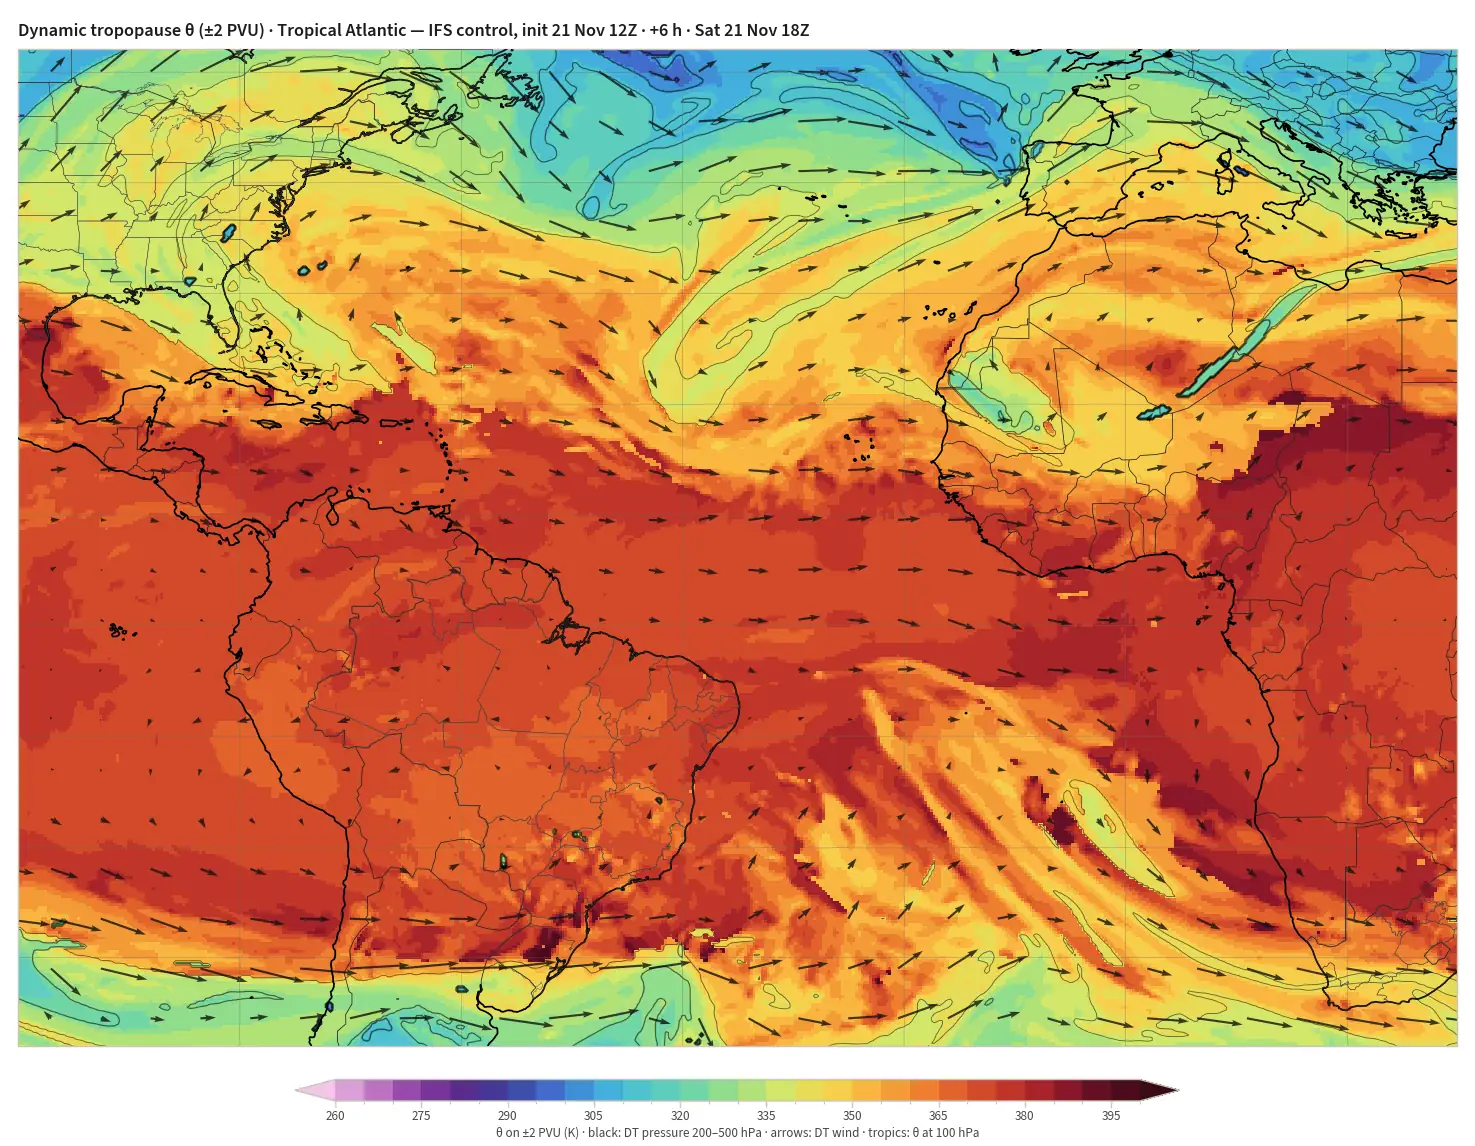 Dynamic tropopause θ (±2 PVU) · Tropical Atlantic — IFS control, init 21 Nov 12Z · +6 h · Sat 21 Nov 18Z
260 275 290 305 320 335 350 365 380 395
θ on ±2 PVU (K) · black: DT pressure 200–500 hPa · arrows: DT wind · tropics: θ at 100 hPa